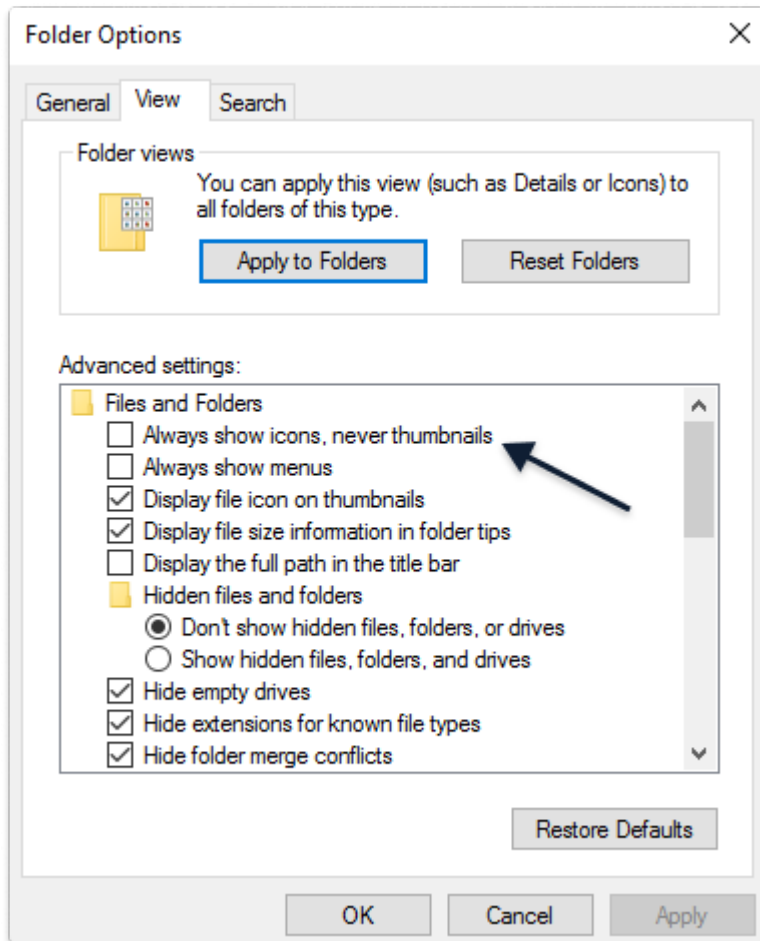 Folder Options
General
View
Search
Folder views
You can apply this view (such as Details or Icons) to
all folders of this type.
Apply to Folders
Reset Folders
Advanced settings:
Files and Folders
Always show icons, never thumbnails
Always show menus
Display file icon on thumbnails
Display file size information in folder tips
Display the full path in the title bar
Hidden files and folders
Don't show hidden files, folders, or drives
Show hidden files, folders, and drives
Hide empty drives
Hide extensions for known file types
Hide folder merge conflicts
Restore Defaults
OK
Cancel
Apply